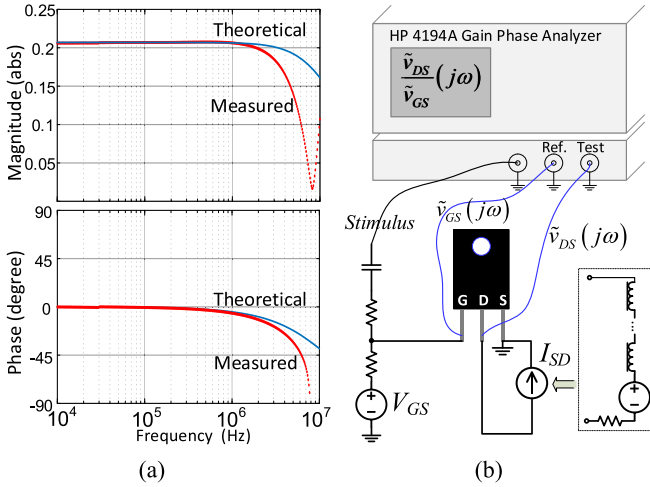 0.25
0.2
0.15
0.1
0.05
Magnitude (abs)
Theoretical
Measured
90
45
0
-45
-90
Phase (degree)
Theoretical
Measured
10^4
10^5
10^6
10^7
Frequency (Hz)
(a)
HP 4194A Gain Phase Analyzer
ṽ_DS
ṽ_GS
(jω)
Ref. Test
Stimulus
ṽ_GS (jω)
ṽ_DS (jω)
G D S
I_SD
V_GS
(b)